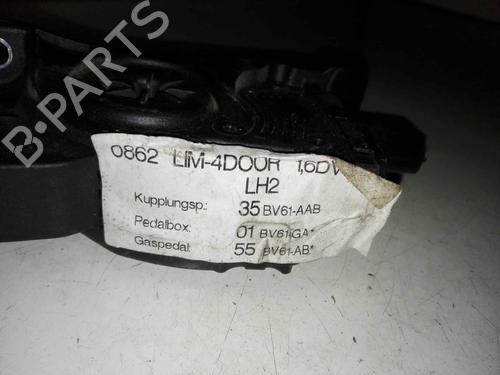 B-PARTS
0862 LIM-4DOOR 1,6DV
LH2
Kupplungsp.: 35 BV61-AAB
Pedalbox: 01 BV61-GA*
Gaspedal: 55 BV61-AB*